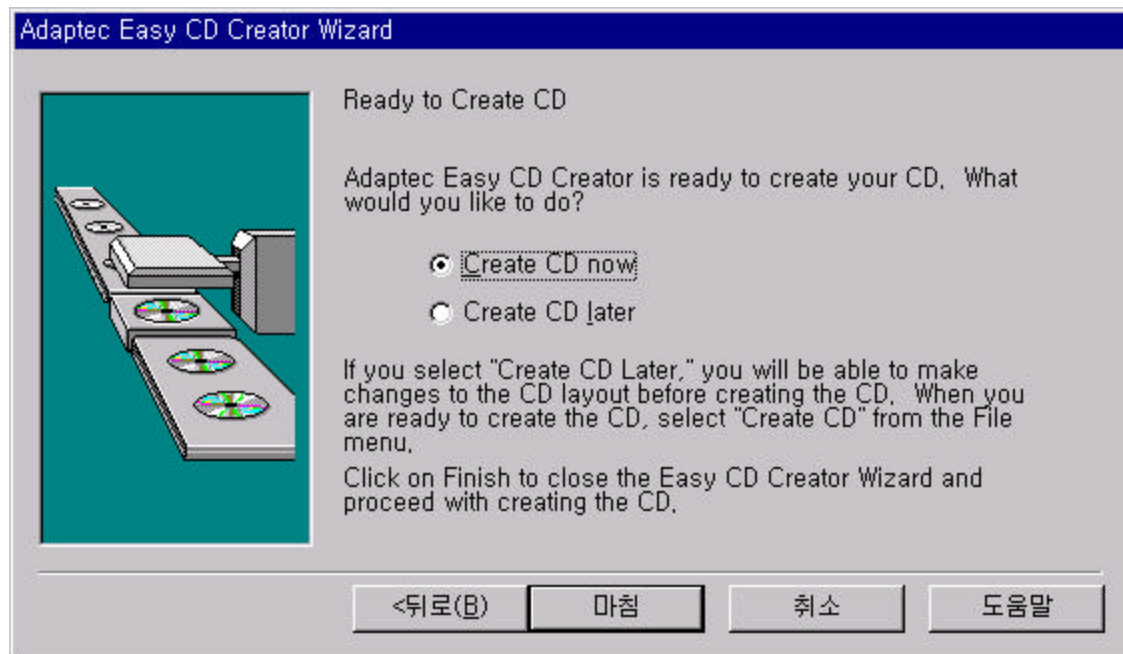 Adaptec Easy CD Creator Wizard
Ready to Create CD
Adaptec Easy CD Creator is ready to create your CD. What
would you like to do?
Create CD now
Create CD later
If you select "Create CD Later," you will be able to make
changes to the CD layout before creating the CD. When you
are ready to create the CD, select "Create CD" from the File
menu.
Click on Finish to close the Easy CD Creator Wizard and
proceed with creating the CD.
<뒤로(B) 마침 취소 도움말